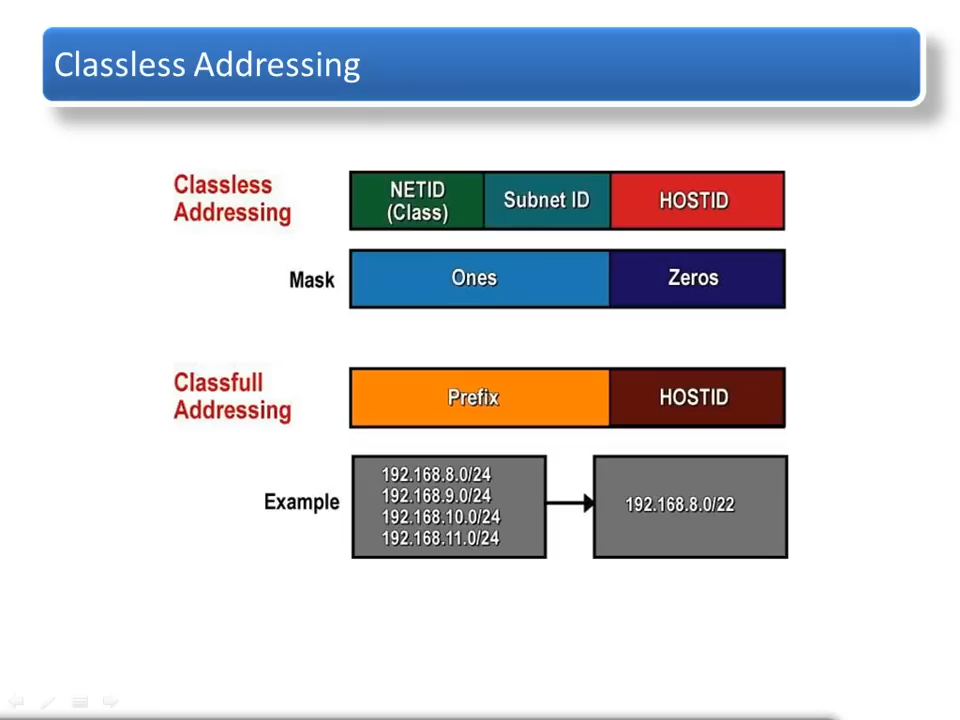 Classless Addressing
Classless
Addressing
NETID
(Class)
Subnet ID
HOSTID
Mask
Ones
Zeros
Classfull
Addressing
Prefix
HOSTID
Example
192.168.8.0/24
192.168.9.0/24
192.168.10.0/24
192.168.11.0/24
192.168.8.0/22